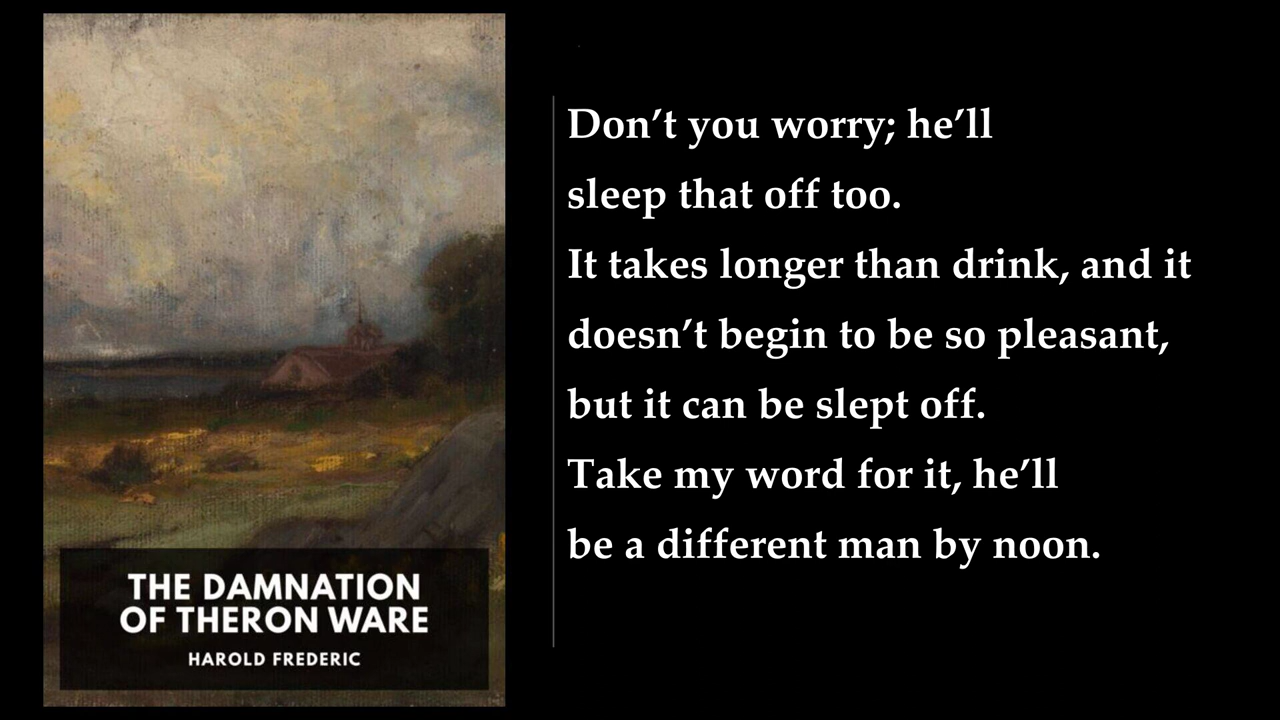 Don’t you worry; he’ll
sleep that off too.
It takes longer than drink, and it
doesn’t begin to be so pleasant,
but it can be slept off.
Take my word for it, he’ll
be a different man by noon.
THE DAMNATION
OF THERON WARE
HAROLD FREDERIC